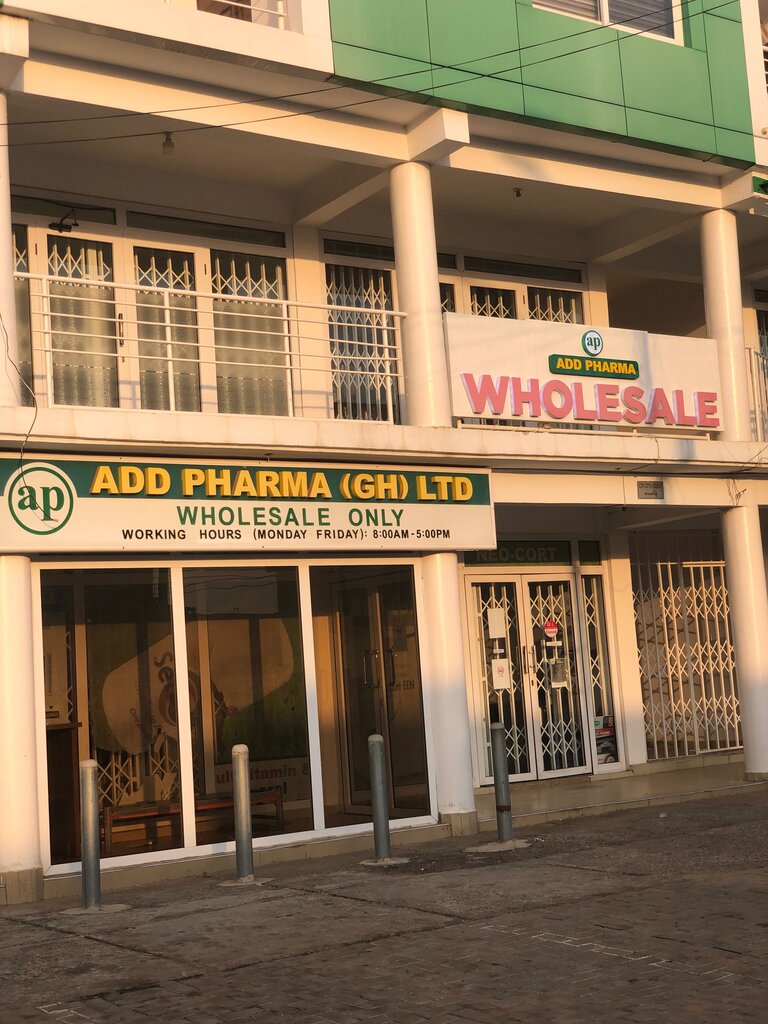 ap
ADD PHARMA
WHOLESALE
ap
ADD PHARMA (GH) LTD
WHOLESALE ONLY
WORKING HOURS (MONDAY FRIDAY): 8:00AM - 5:00PM
NEO-CORT